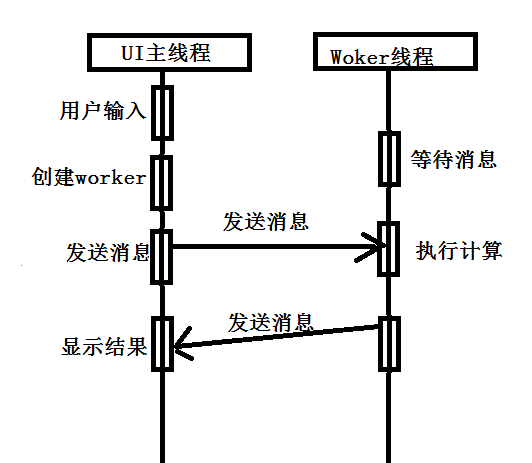 UI主线程
Woker线程
用户输入
创建worker
等待消息
发送消息
发送消息
执行计算
发送消息
显示结果